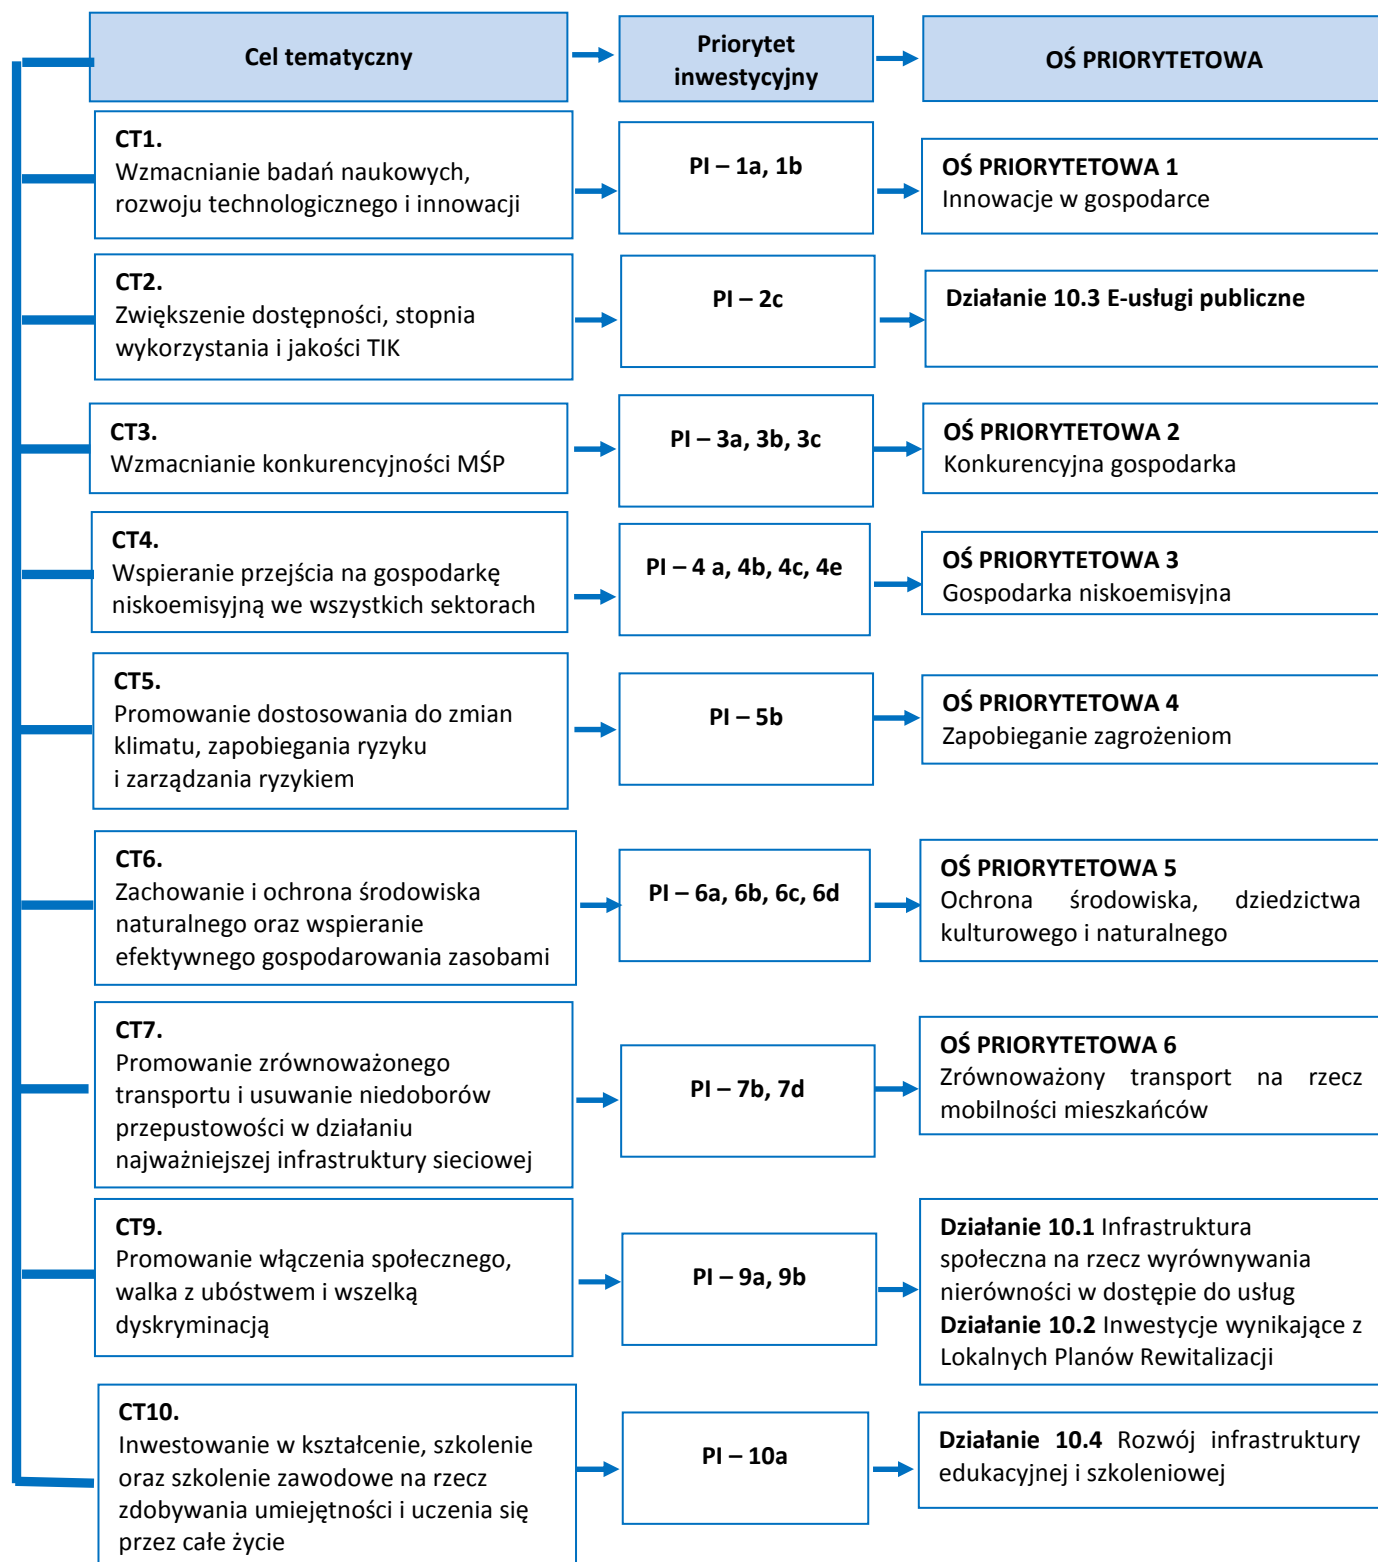 Cel tematyczny
Priorytet
inwestycyjny
OŚ PRIORYTETOWA
CT1.
Wzmacnianie badań naukowych,
rozwoju technologicznego i innowacji
PI – 1a, 1b
OŚ PRIORYTETOWA 1
Innowacje w gospodarce
CT2.
Zwiększenie dostępności, stopnia
wykorzystania i jakości TIK
PI – 2c
Działanie 10.3 E-usługi publiczne
CT3.
Wzmacnianie konkurencyjności MŚP
PI – 3a, 3b, 3c
OŚ PRIORYTETOWA 2
Konkurencyjna gospodarka
CT4.
Wspieranie przejścia na gospodarkę
niskoemisyjną we wszystkich sektorach
PI – 4 a, 4b, 4c, 4e
OŚ PRIORYTETOWA 3
Gospodarka niskoemisyjna
CT5.
Promowanie dostosowania do zmian
klimatu, zapobiegania ryzyku
i zarządzania ryzykiem
PI – 5b
OŚ PRIORYTETOWA 4
Zapobieganie zagrożeniom
CT6.
Zachowanie i ochrona środowiska
naturalnego oraz wspieranie
efektywnego gospodarowania zasobami
PI – 6a, 6b, 6c, 6d
OŚ PRIORYTETOWA 5
Ochrona środowiska, dziedzictwa
kulturowego i naturalnego
CT7.
Promowanie zrównoważonego
transportu i usuwanie niedoborów
przepustowości w działaniu
najważniejszej infrastruktury sieciowej
PI – 7b, 7d
OŚ PRIORYTETOWA 6
Zrównoważony transport na rzecz
mobilności mieszkańców
CT9.
Promowanie włączenia społecznego,
walka z ubóstwem i wszelką
dyskryminacją
PI – 9a, 9b
Działanie 10.1 Infrastruktura
społeczna na rzecz wyrównywania
nierówności w dostępie do usług
Działanie 10.2 Inwestycje wynikające z
Lokalnych Planów Rewitalizacji
CT10.
Inwestowanie w kształcenie, szkolenie
oraz szkolenie zawodowe na rzecz
zdobywania umiejętności i uczenia się
przez całe życie
PI – 10a
Działanie 10.4 Rozwój infrastruktury
edukacyjnej i szkoleniowej